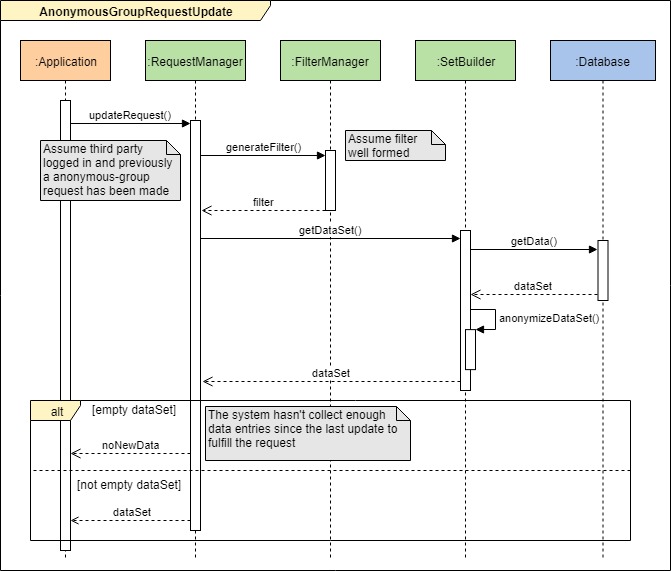 AnonymousGroupRequestUpdate
:Application
:RequestManager
:FilterManager
:SetBuilder
:Database
updateRequest()
Assume third party
logged in and previously
a anonymous-group
request has been made
generateFilter()
Assume filter
well formed
filter
getDataSet()
getData()
dataSet
anonymizeDataSet()
dataSet
alt
[empty dataSet]
The system hasn't collect enough
data entries since the last update to
fulfill the request
noNewData
[not empty dataSet]
dataSet